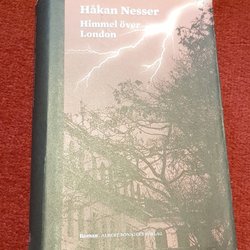 Håkan Nesser
Himmel över
London
Roman. Albert Bonniers Förlag